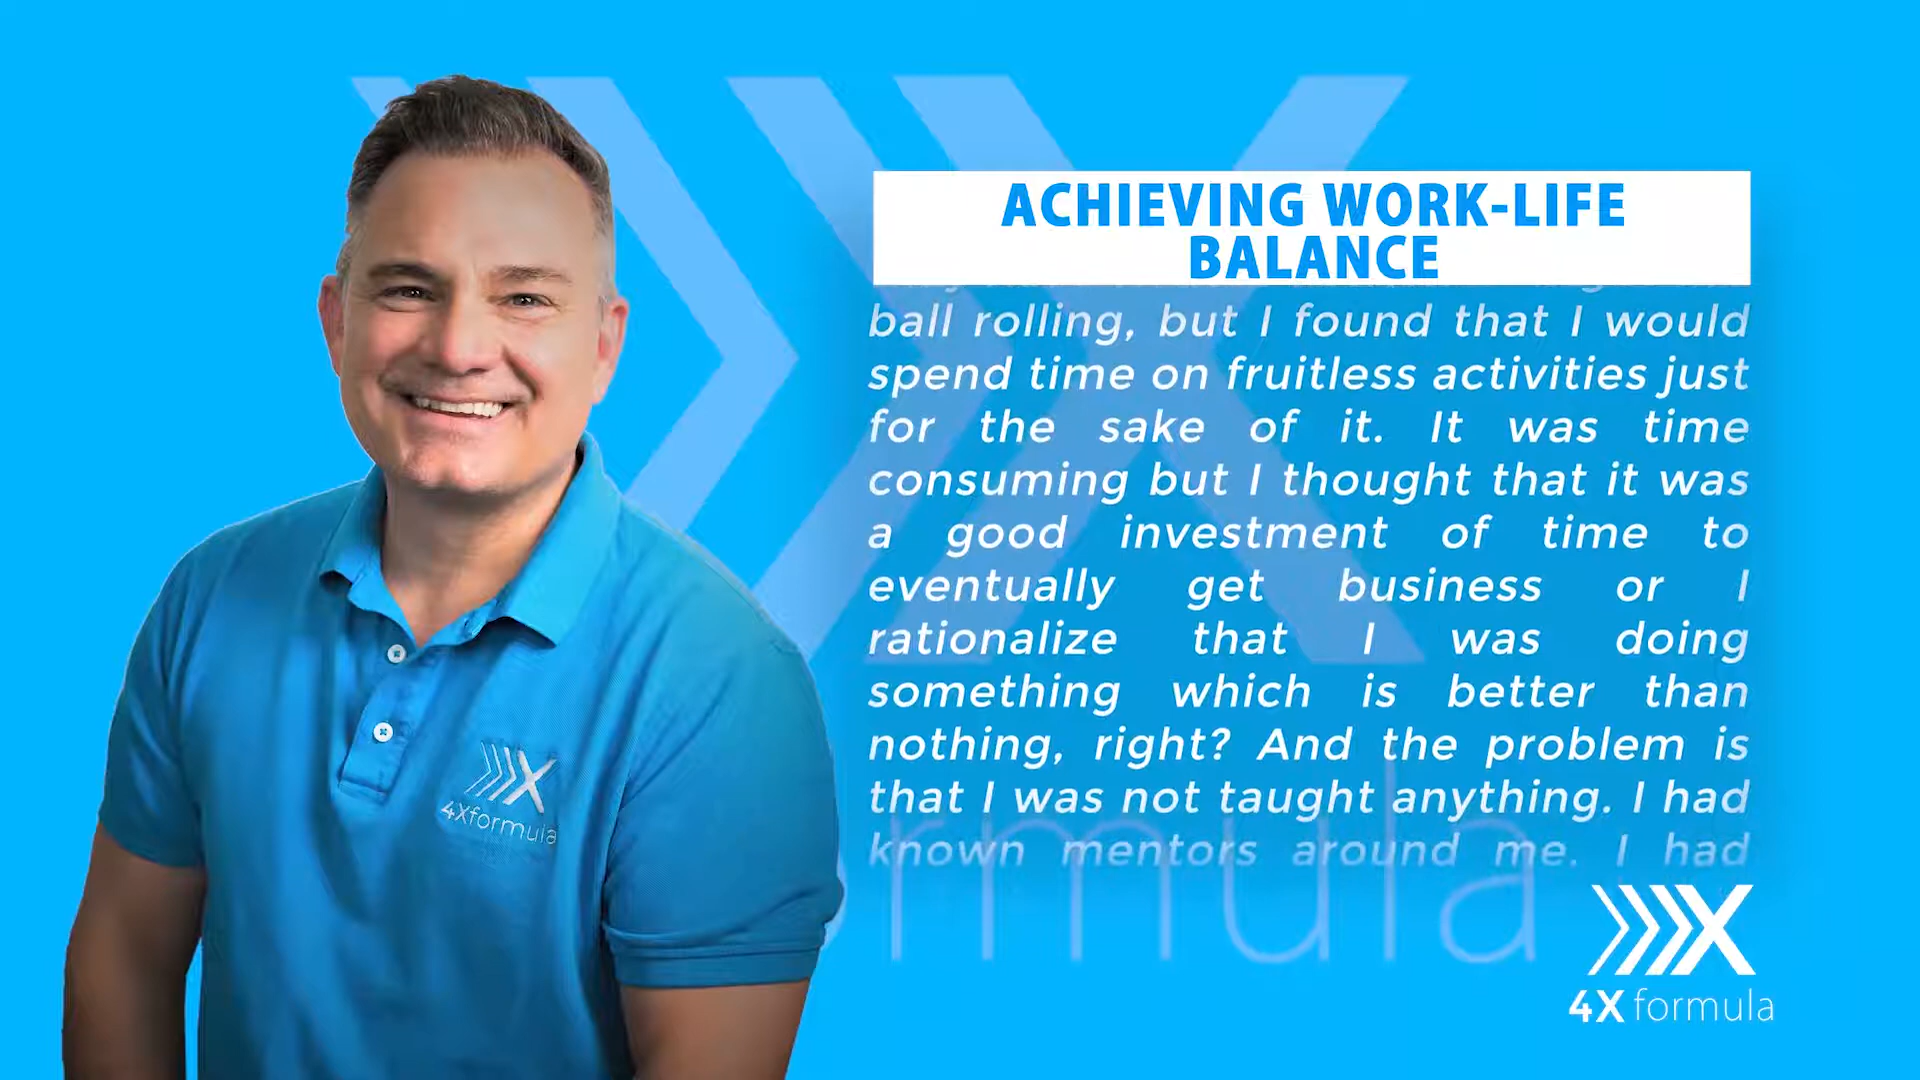 ACHIEVING WORK-LIFE
BALANCE
ball rolling, but I found that I would
spend time on fruitless activities just
for the sake of it. It was time
consuming but I thought that it was
a good investment of time to
eventually get business or I
rationalize that I was doing
something which is better than
nothing, right? And the problem is
that I was not taught anything. I had
known mentors around me. I had
4Xformula
ormula
4X formula